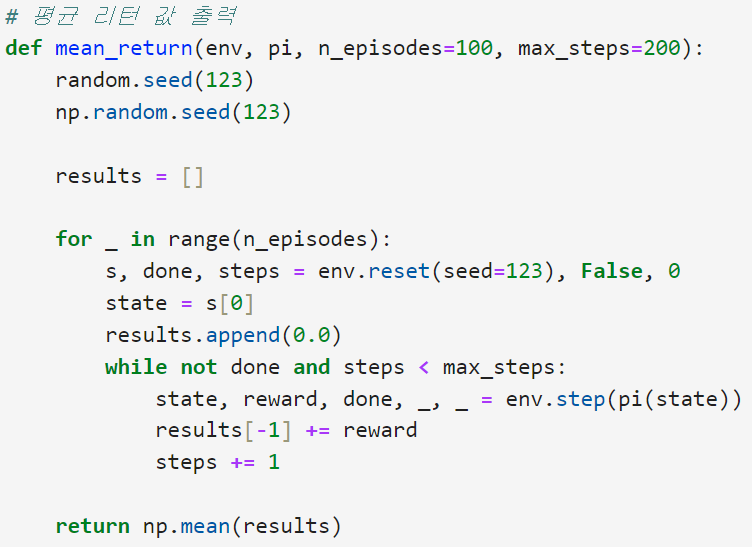 # 평균 리턴 값 출력
def mean_return(env, pi, n_episodes=100, max_steps=200):
    random.seed(123)
    np.random.seed(123)

    results = []

    for _ in range(n_episodes):
        s, done, steps = env.reset(seed=123), False, 0
        state = s[0]
        results.append(0.0)
        while not done and steps < max_steps:
            state, reward, done, _, _ = env.step(pi(state))
            results[-1] += reward
            steps += 1

    return np.mean(results)